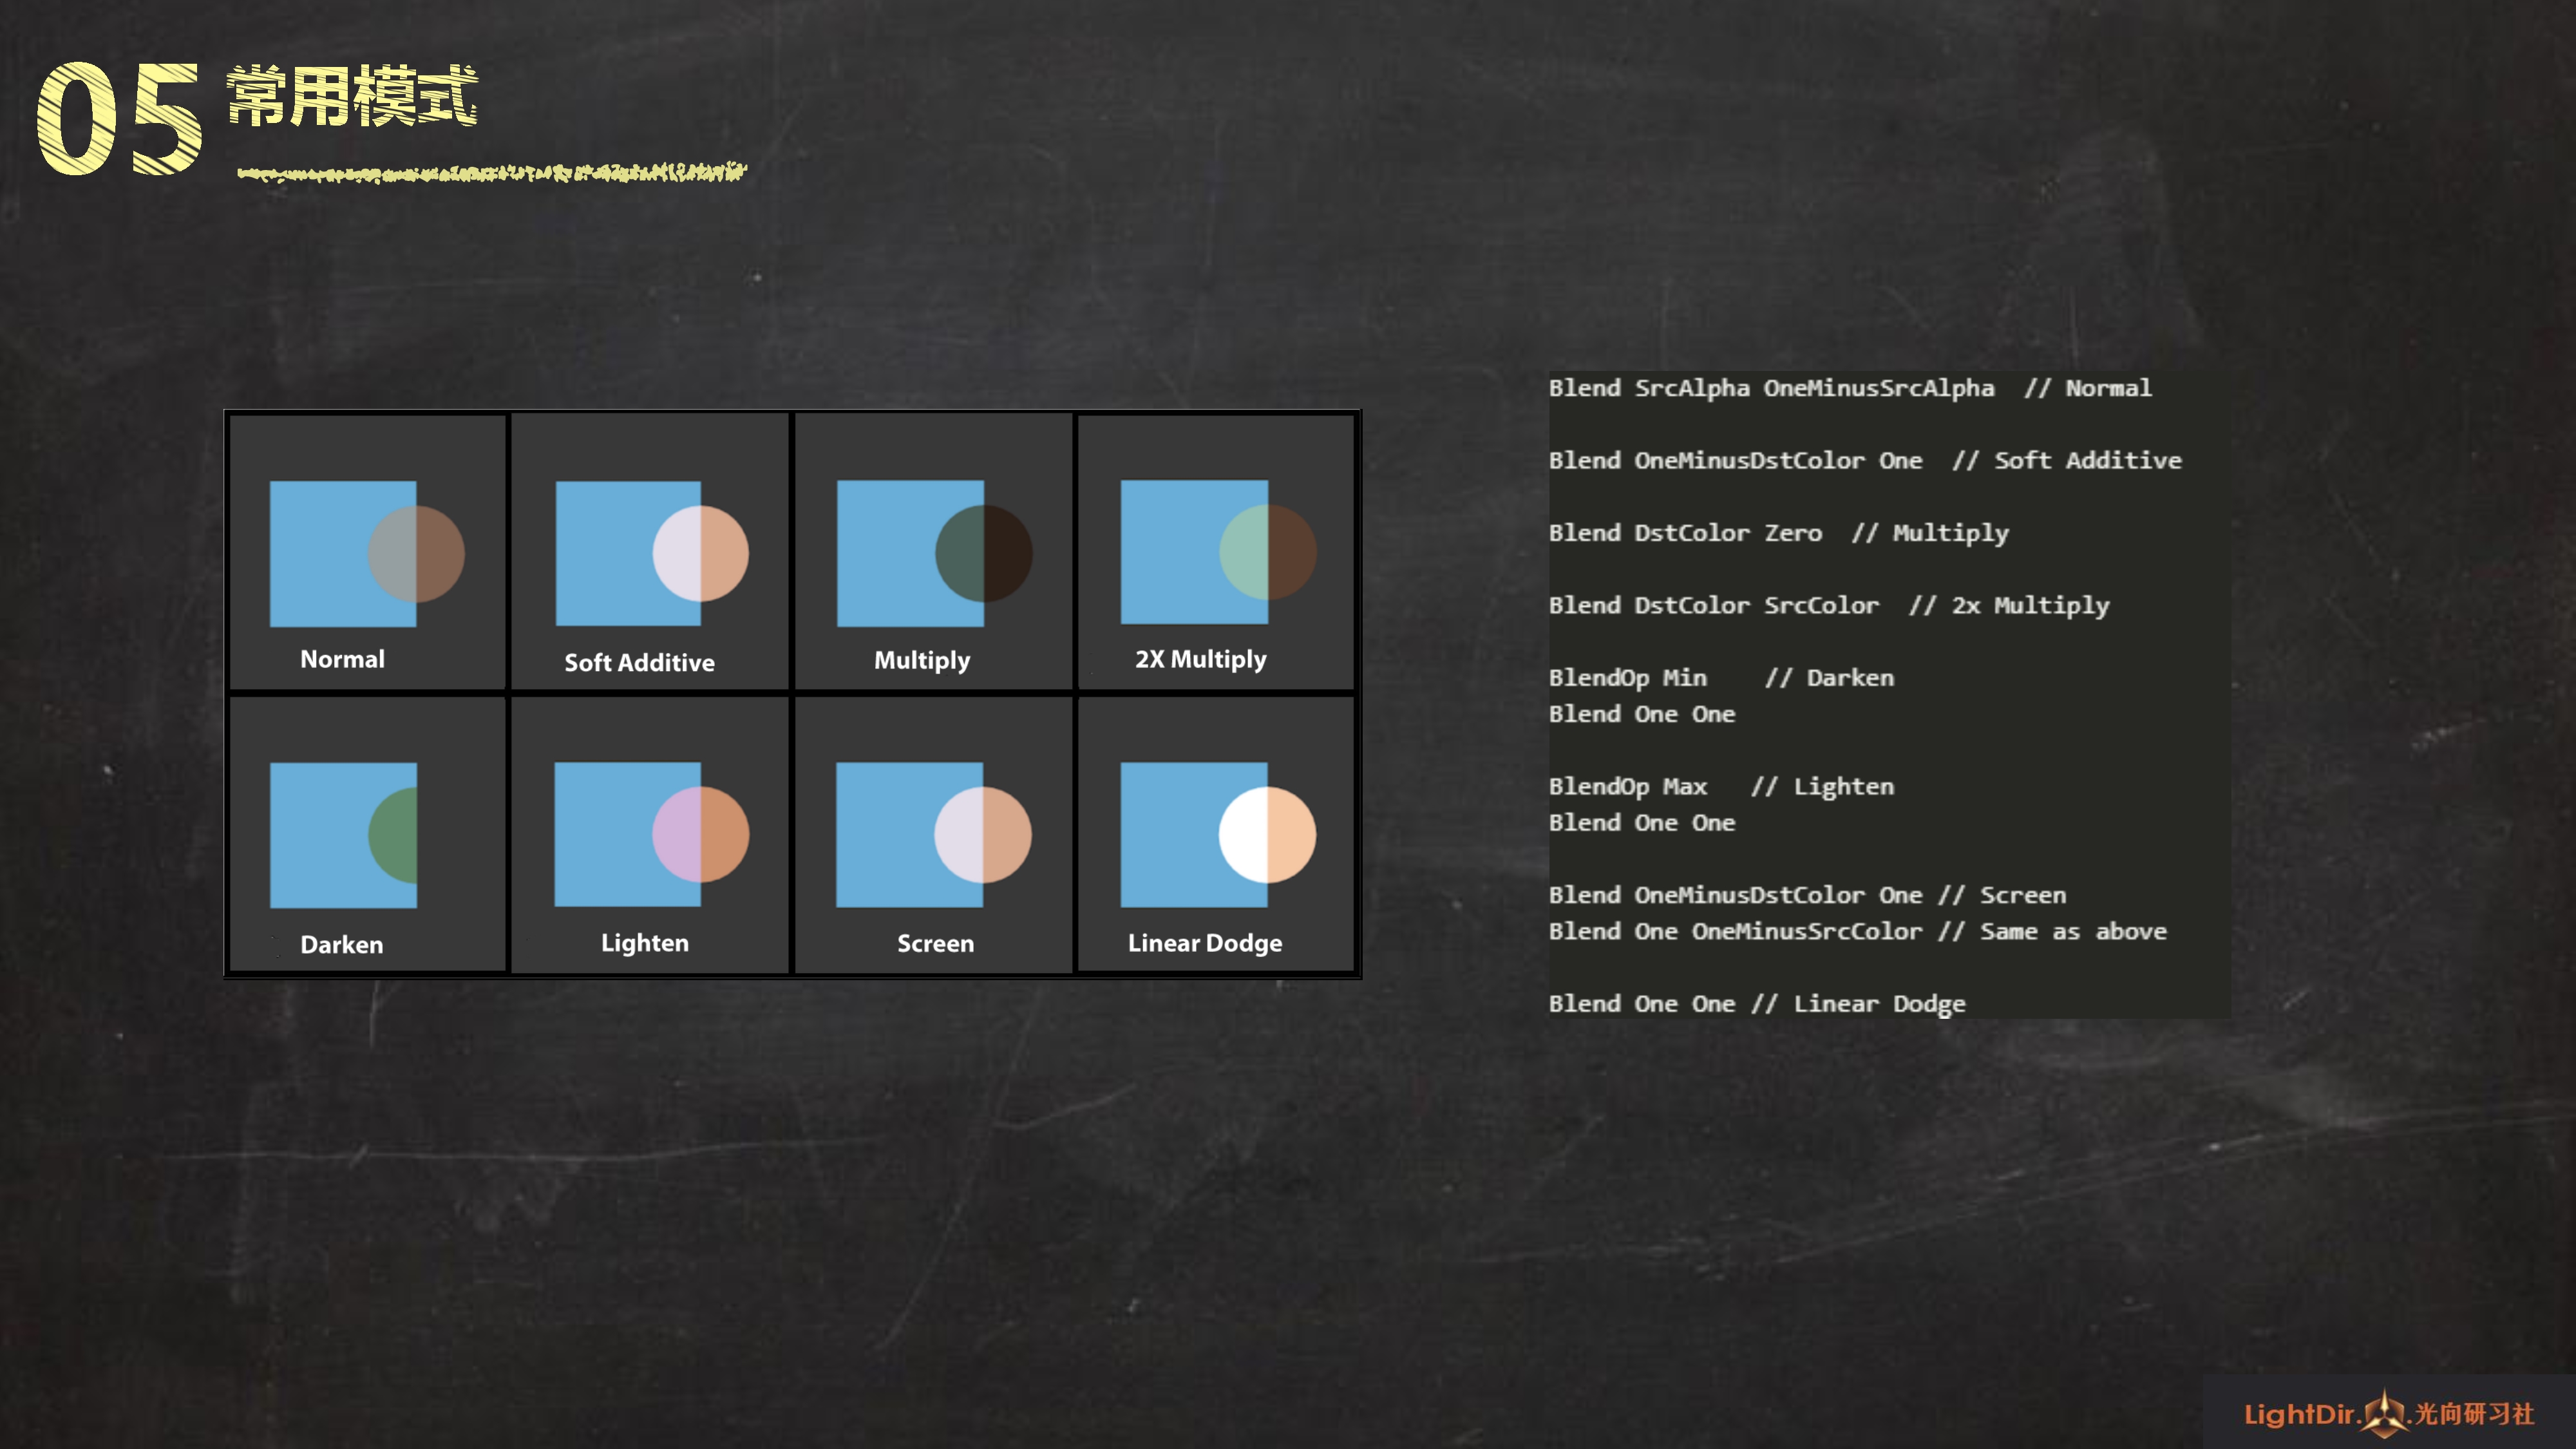 05 常用模式
Normal
Soft Additive
Multiply
2X Multiply
Darken
Lighten
Screen
Linear Dodge
Blend SrcAlpha OneMinusSrcAlpha  // Normal
Blend OneMinusDstColor One  // Soft Additive
Blend DstColor Zero  // Multiply
Blend DstColor SrcColor  // 2x Multiply
BlendOp Min    // Darken
Blend One One
BlendOp Max   // Lighten
Blend One One
Blend OneMinusDstColor One // Screen
Blend One OneMinusSrcColor // Same as above
Blend One One // Linear Dodge
LightDir. .光向研习社